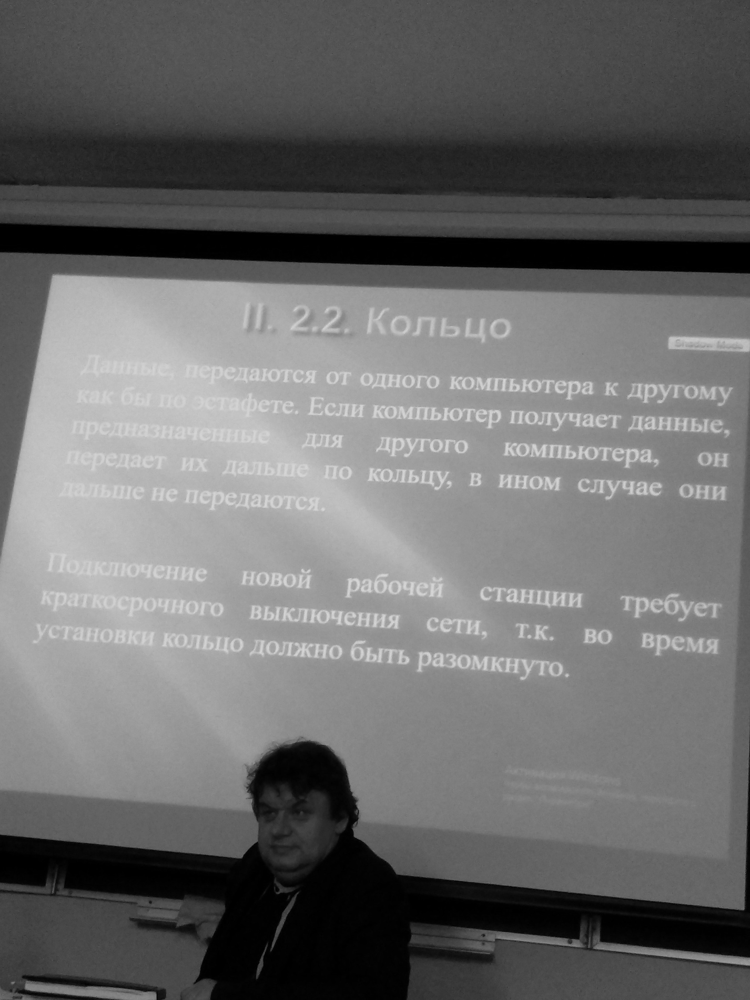 II. 2.2. Кольцо
Shadow Mode
Данные, передаются от одного компьютера к другому
как бы по эстафете. Если компьютер получает данные,
предназначенные для другого компьютера, он
передает их дальше по кольцу, в ином случае они
дальше не передаются.
Подключение новой рабочей станции требует
краткосрочного выключения сети, т.к. во время
установки кольцо должно быть разомкнуто.
Активация Windows